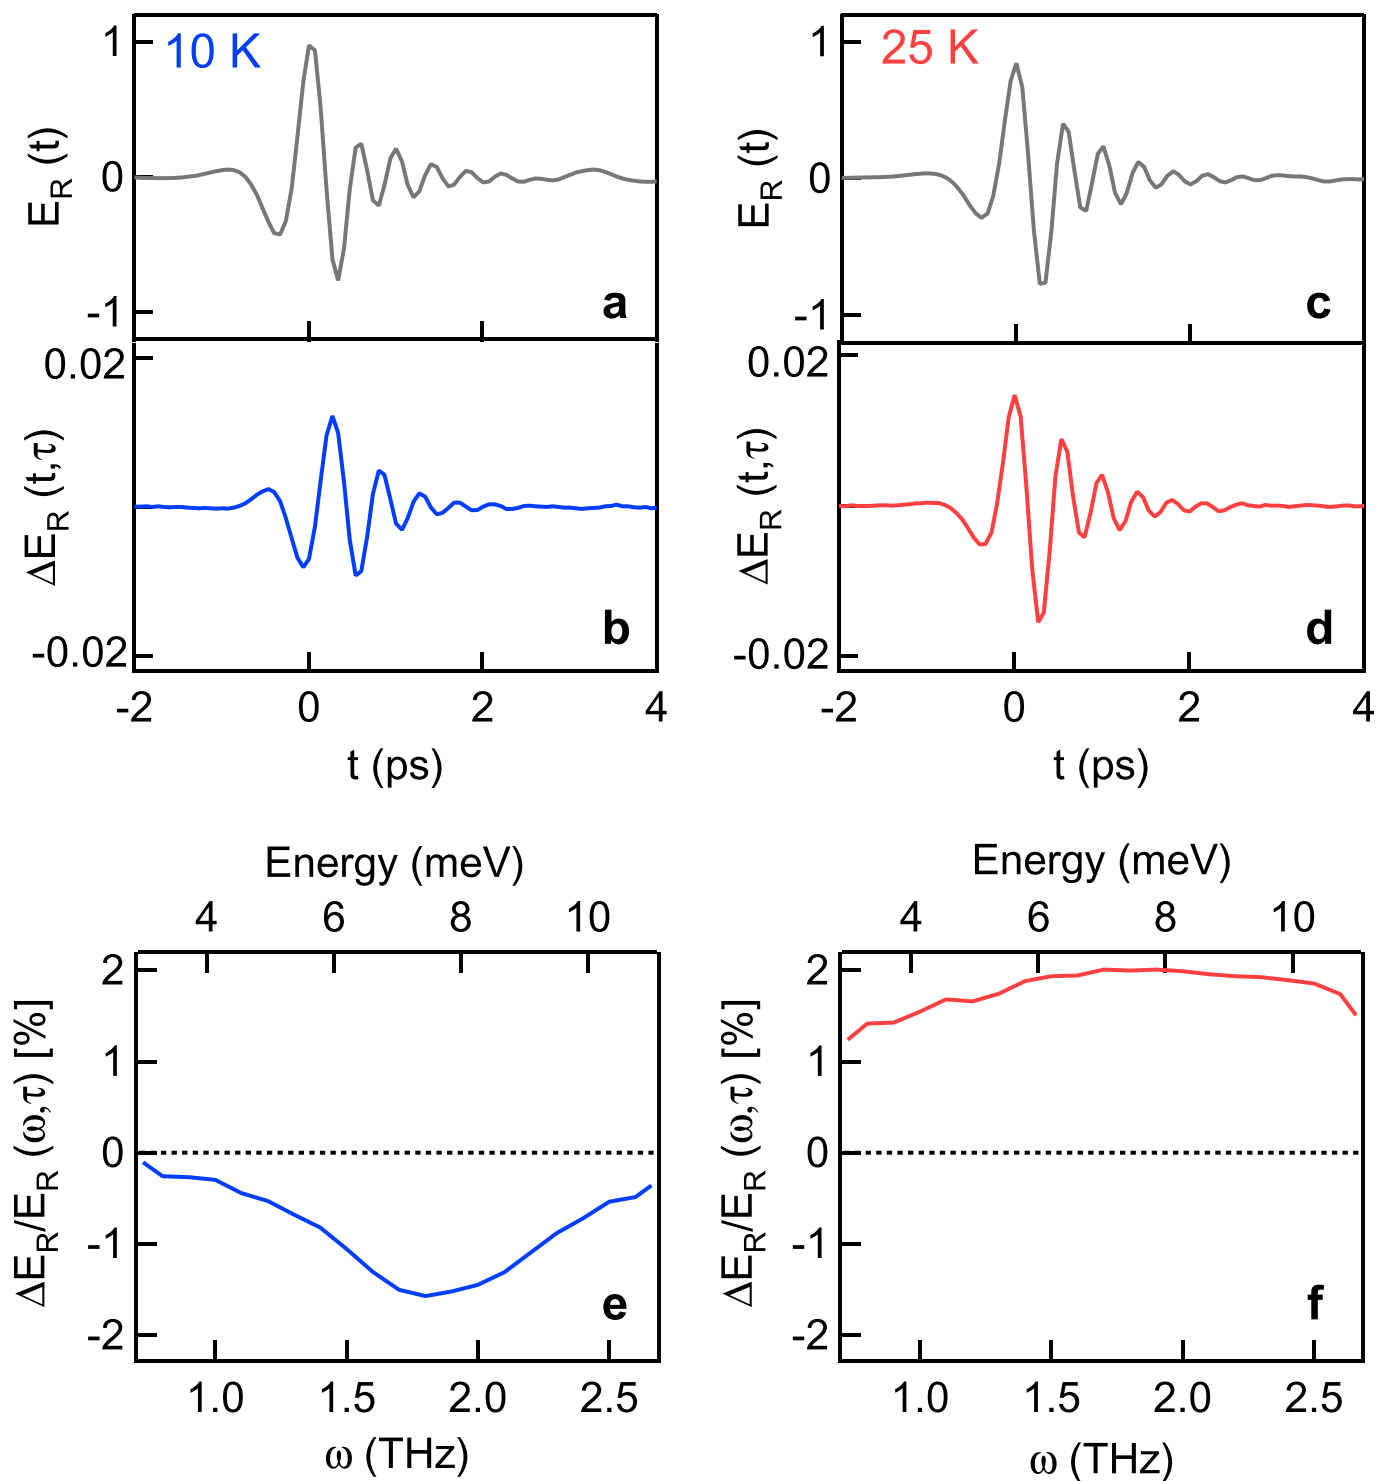 10 K
E_R (t)
1
0
-1
a
ΔE_R (t,τ)
0.02
-0.02
b
-2 0 2 4
t (ps)
25 K
E_R (t)
1
0
-1
c
ΔE_R (t,τ)
0.02
-0.02
d
-2 0 2 4
t (ps)
Energy (meV)
4 6 8 10
ΔE_R/E_R (ω,τ) [%]
2
1
0
-1
-2
e
1.0 1.5 2.0 2.5
ω (THz)
Energy (meV)
4 6 8 10
ΔE_R/E_R (ω,τ) [%]
2
1
0
-1
-2
f
1.0 1.5 2.0 2.5
ω (THz)